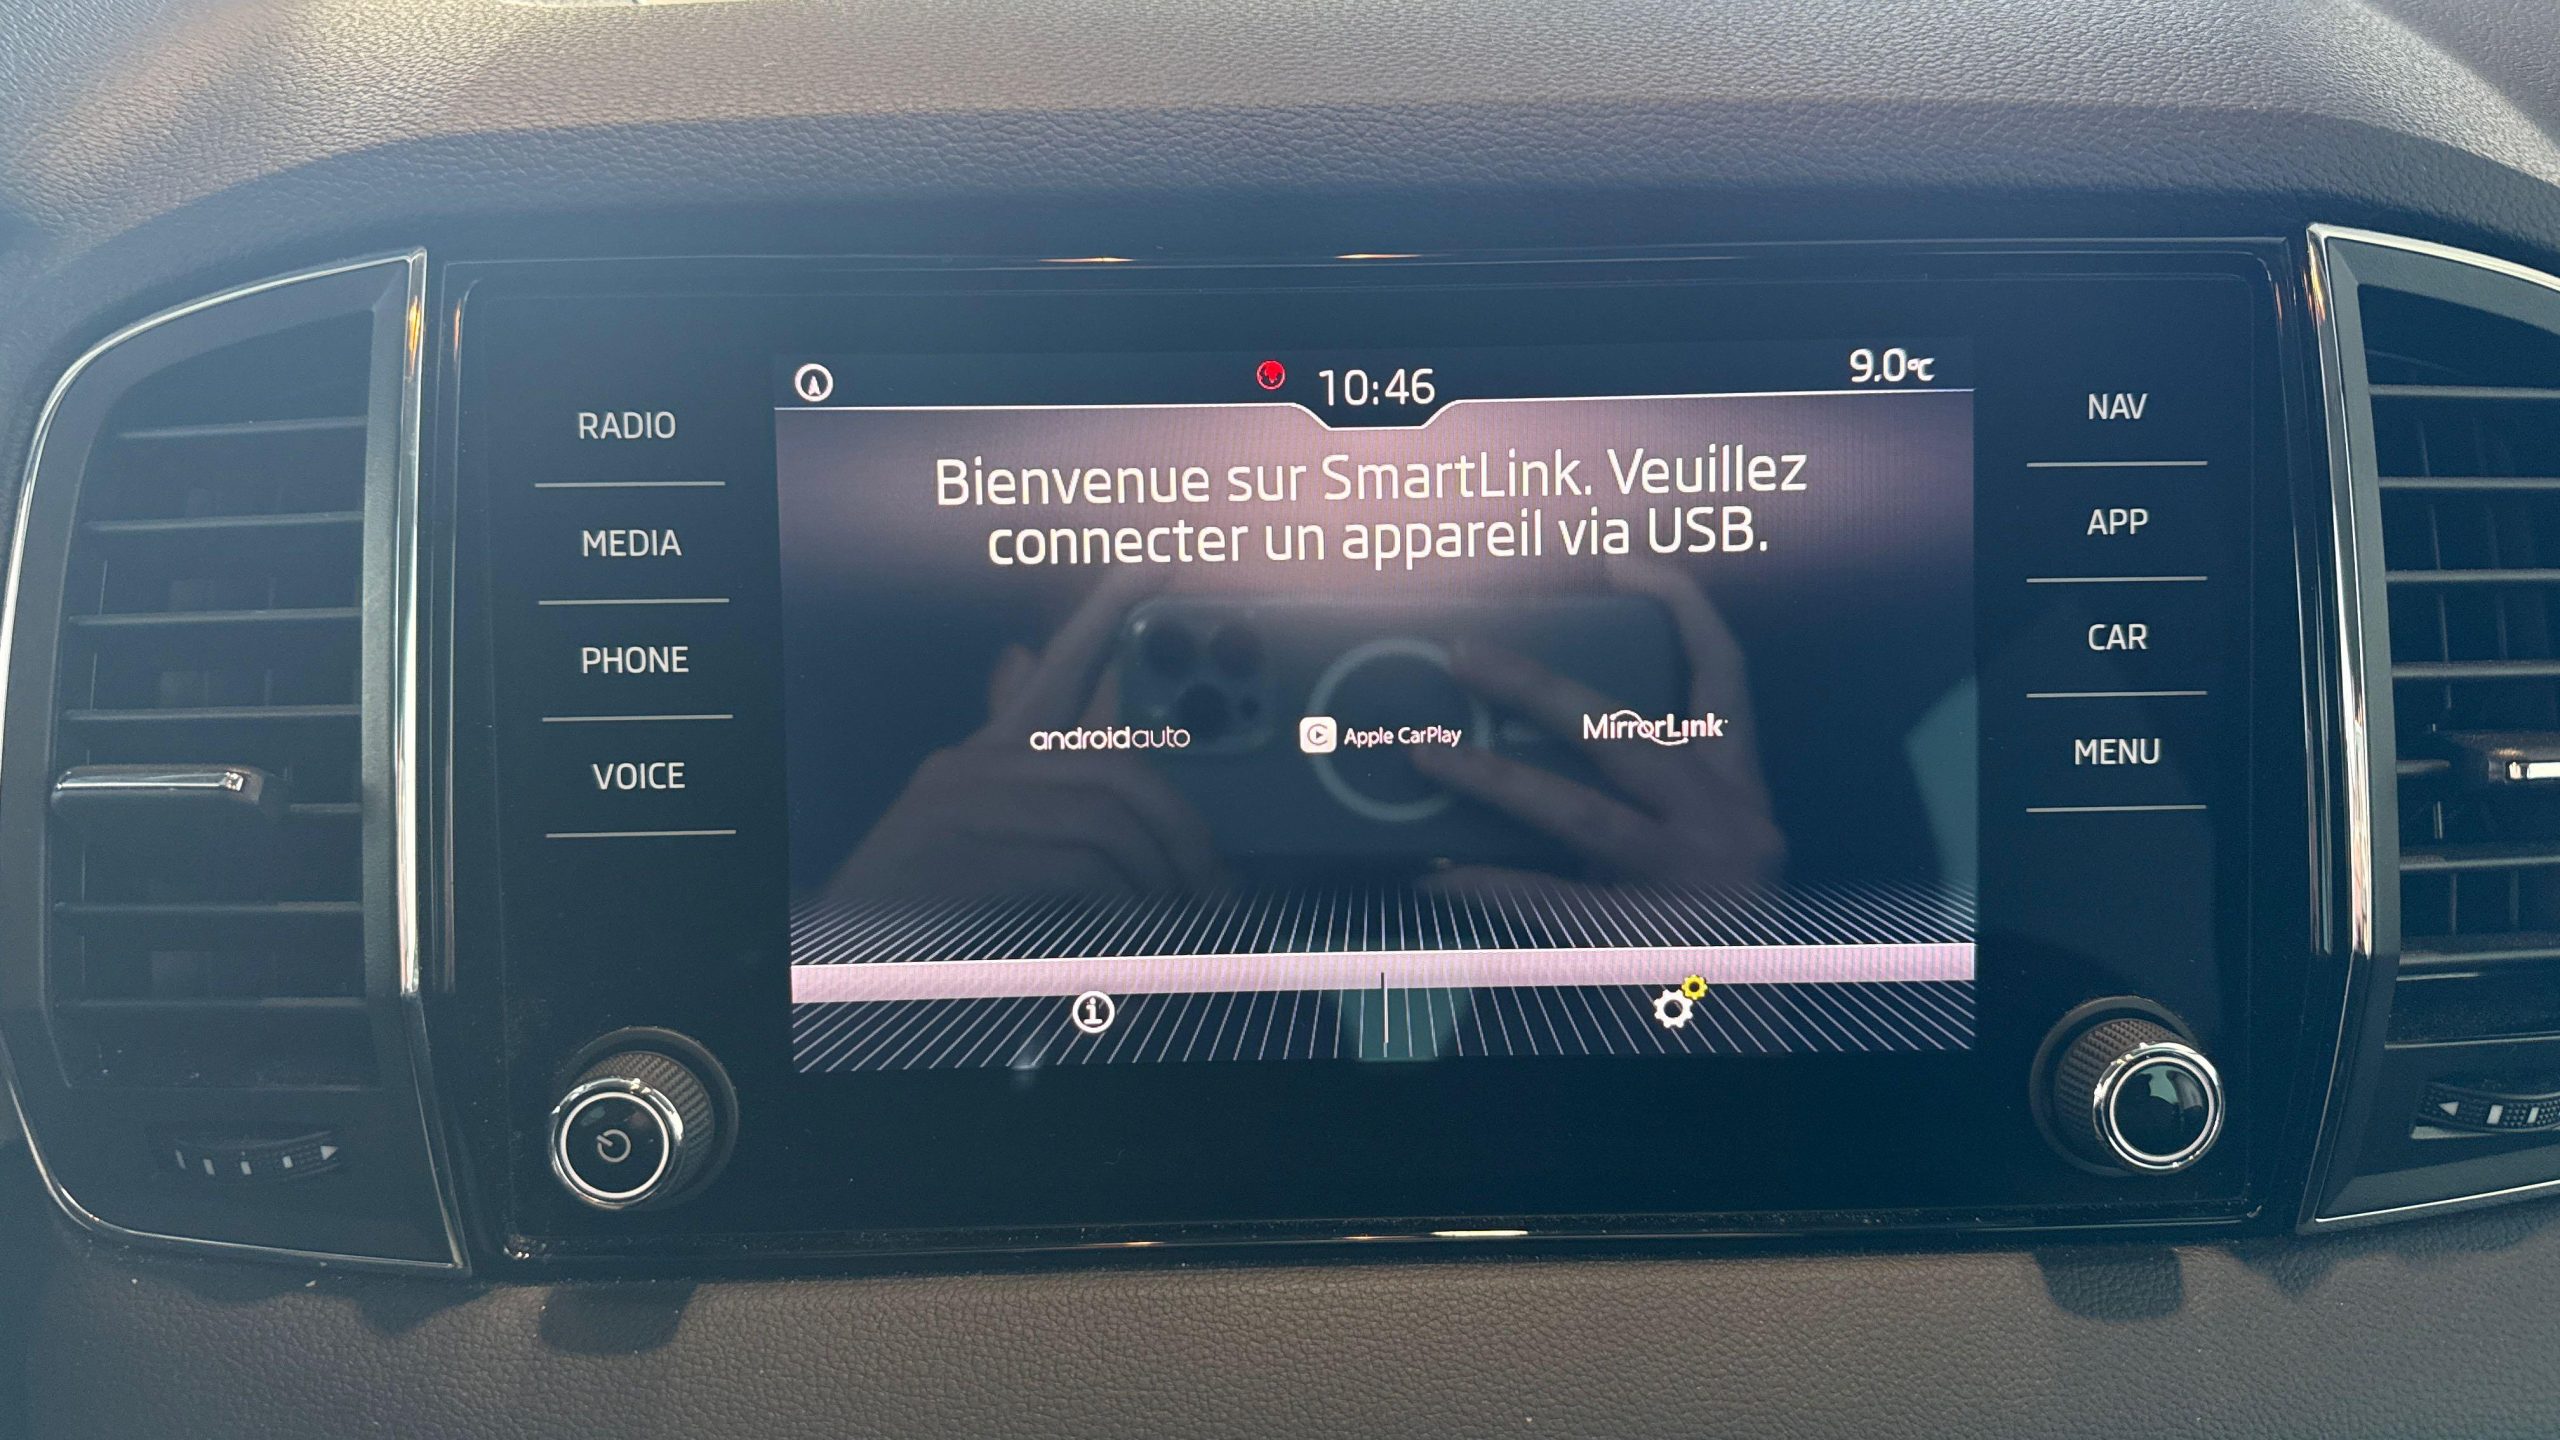 10:46
9.0°C
RADIO
MEDIA
PHONE
VOICE
Bienvenue sur SmartLink. Veuillez
connecter un appareil via USB.
androidauto
Apple CarPlay
MirrorLink
NAV
APP
CAR
MENU